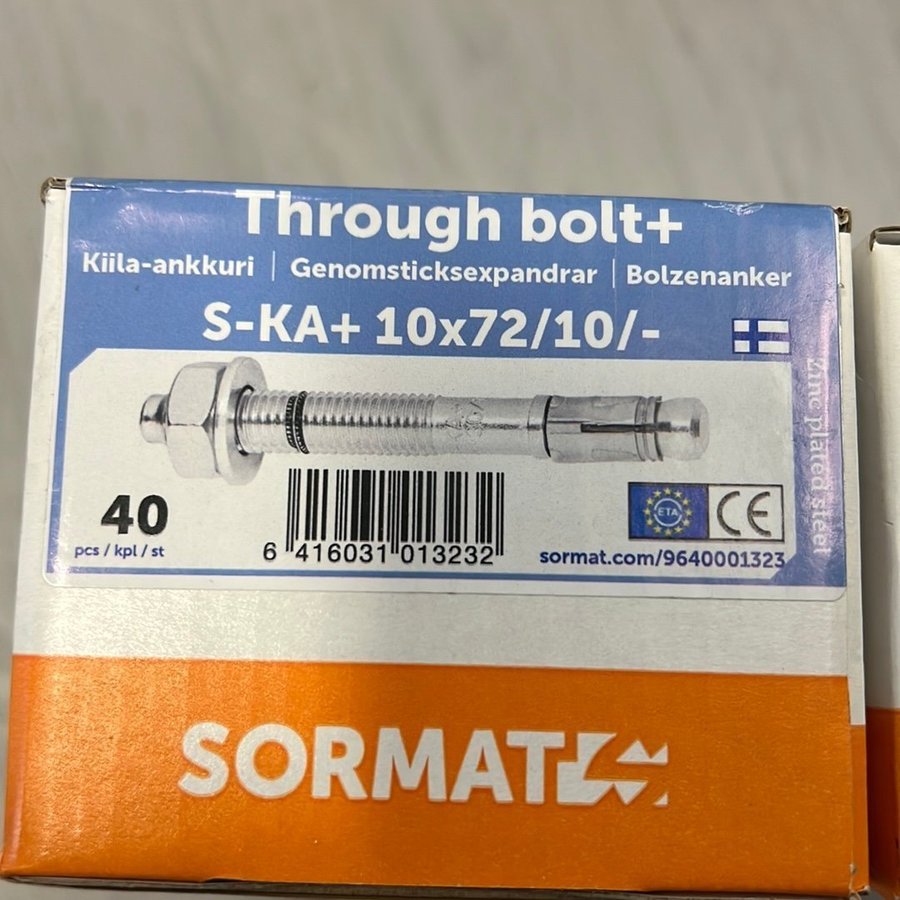 Through bolt+
Kiila-ankkuri | Genomsticksexpandrar | Bolzenanker
S-KA+ 10x72/10/-
Zinc plated steel
40
pcs / kpl / st
6 416031 013232
ETA
CE
sormat.com/9640001323
SORMAT